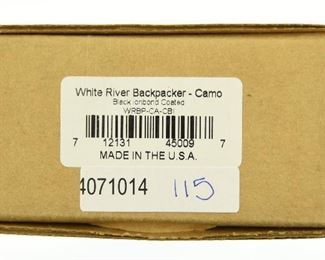 White River Backpacker - Camo
Black Ionbond Coated
WRBP-CA-CBI
7 12131 45009 7
MADE IN THE U.S.A.
4071014 115